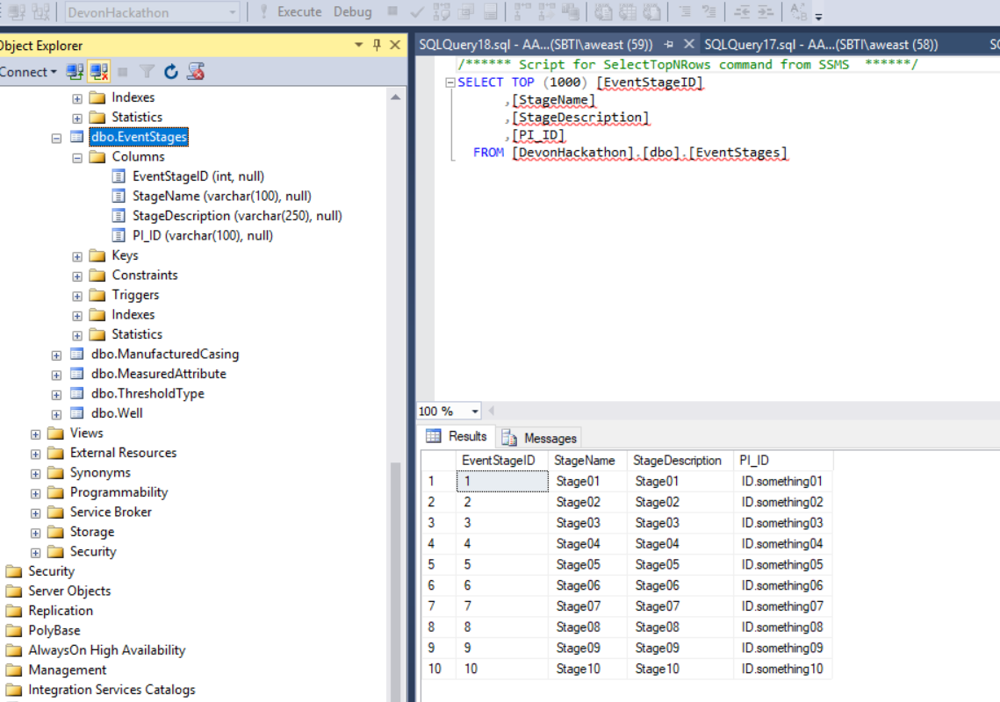 DevonHackathon
Execute
Debug
Object Explorer
Connect
Indexes
Statistics
dbo.EventStages
Columns
EventStageID (int, null)
StageName (varchar(100), null)
StageDescription (varchar(250), null)
PI_ID (varchar(100), null)
Keys
Constraints
Triggers
Indexes
Statistics
dbo.ManufacturedCasing
dbo.MeasuredAttribute
dbo.ThresholdType
dbo.Well
Views
External Resources
Synonyms
Programmability
Service Broker
Storage
Security
Security
Server Objects
Replication
PolyBase
AlwaysOn High Availability
Management
Integration Services Catalogs
SQLQuery18.sql - AA...(SBTI\aweast (59))
SQLQuery17.sql - AA...(SBTI\aweast (58))
/****** Script for SelectTopNRows command from SSMS ******/
SELECT TOP (1000) [EventStageID]
,[StageName]
,[StageDescription]
,[PI_ID]
FROM [DevonHackathon].[dbo].[EventStages]
100 %
Results Messages
EventStageID StageName StageDescription PI_ID
1 1 Stage01 Stage01 ID.something01
2 2 Stage02 Stage02 ID.something02
3 3 Stage03 Stage03 ID.something03
4 4 Stage04 Stage04 ID.something04
5 5 Stage05 Stage05 ID.something05
6 6 Stage06 Stage06 ID.something06
7 7 Stage07 Stage07 ID.something07
8 8 Stage08 Stage08 ID.something08
9 9 Stage09 Stage09 ID.something09
10 10 Stage10 Stage10 ID.something10